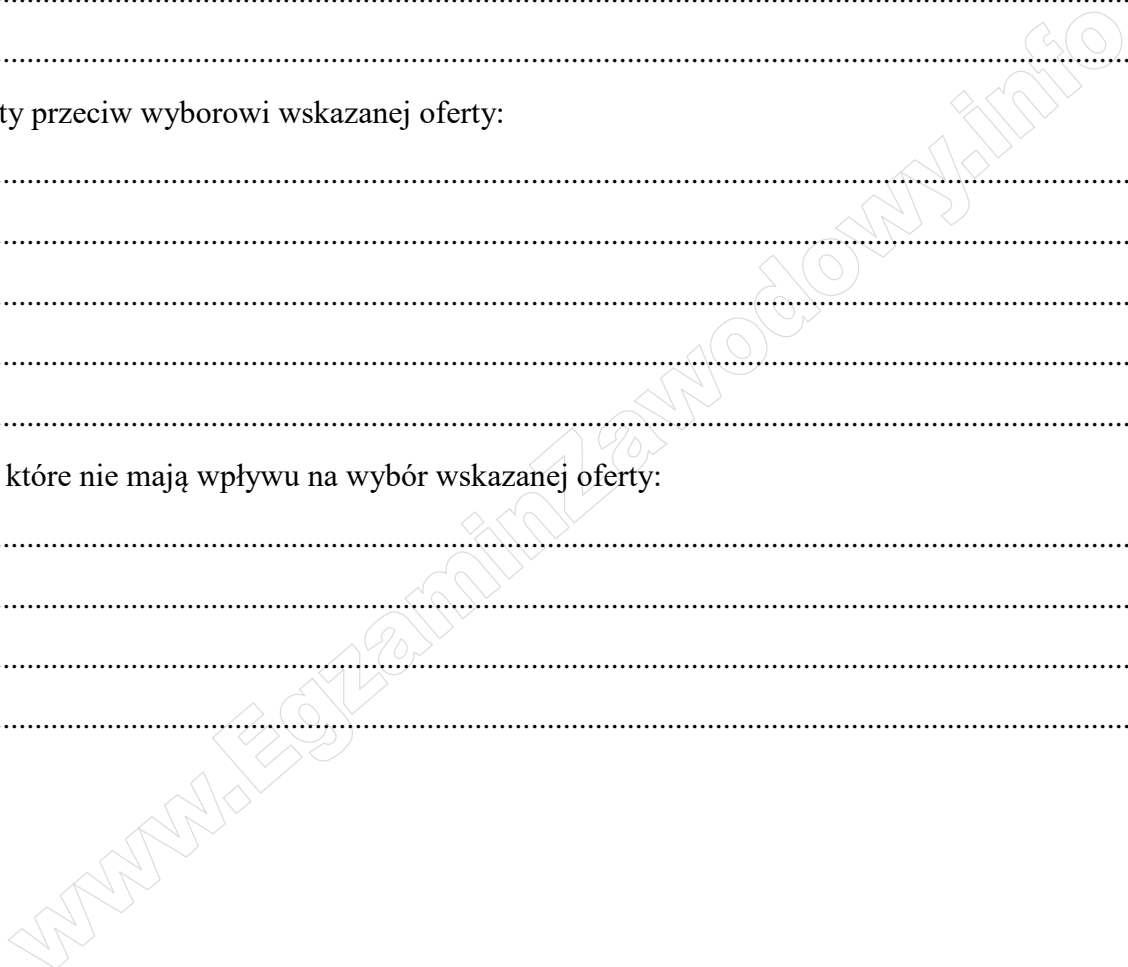 ty przeciw wyborowi wskazanej oferty:
które nie mają wpływu na wybór wskazanej oferty:
www.EgzaminZawodowy.info